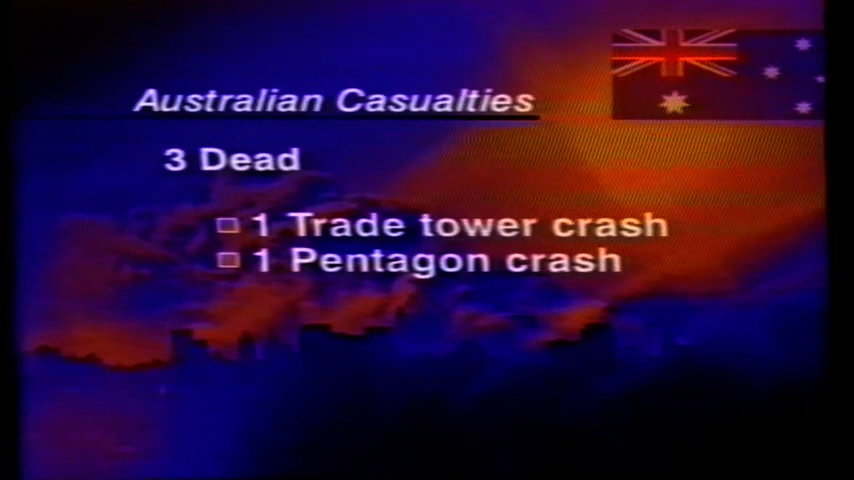 Australian Casualties
3 Dead
1 Trade tower crash
1 Pentagon crash